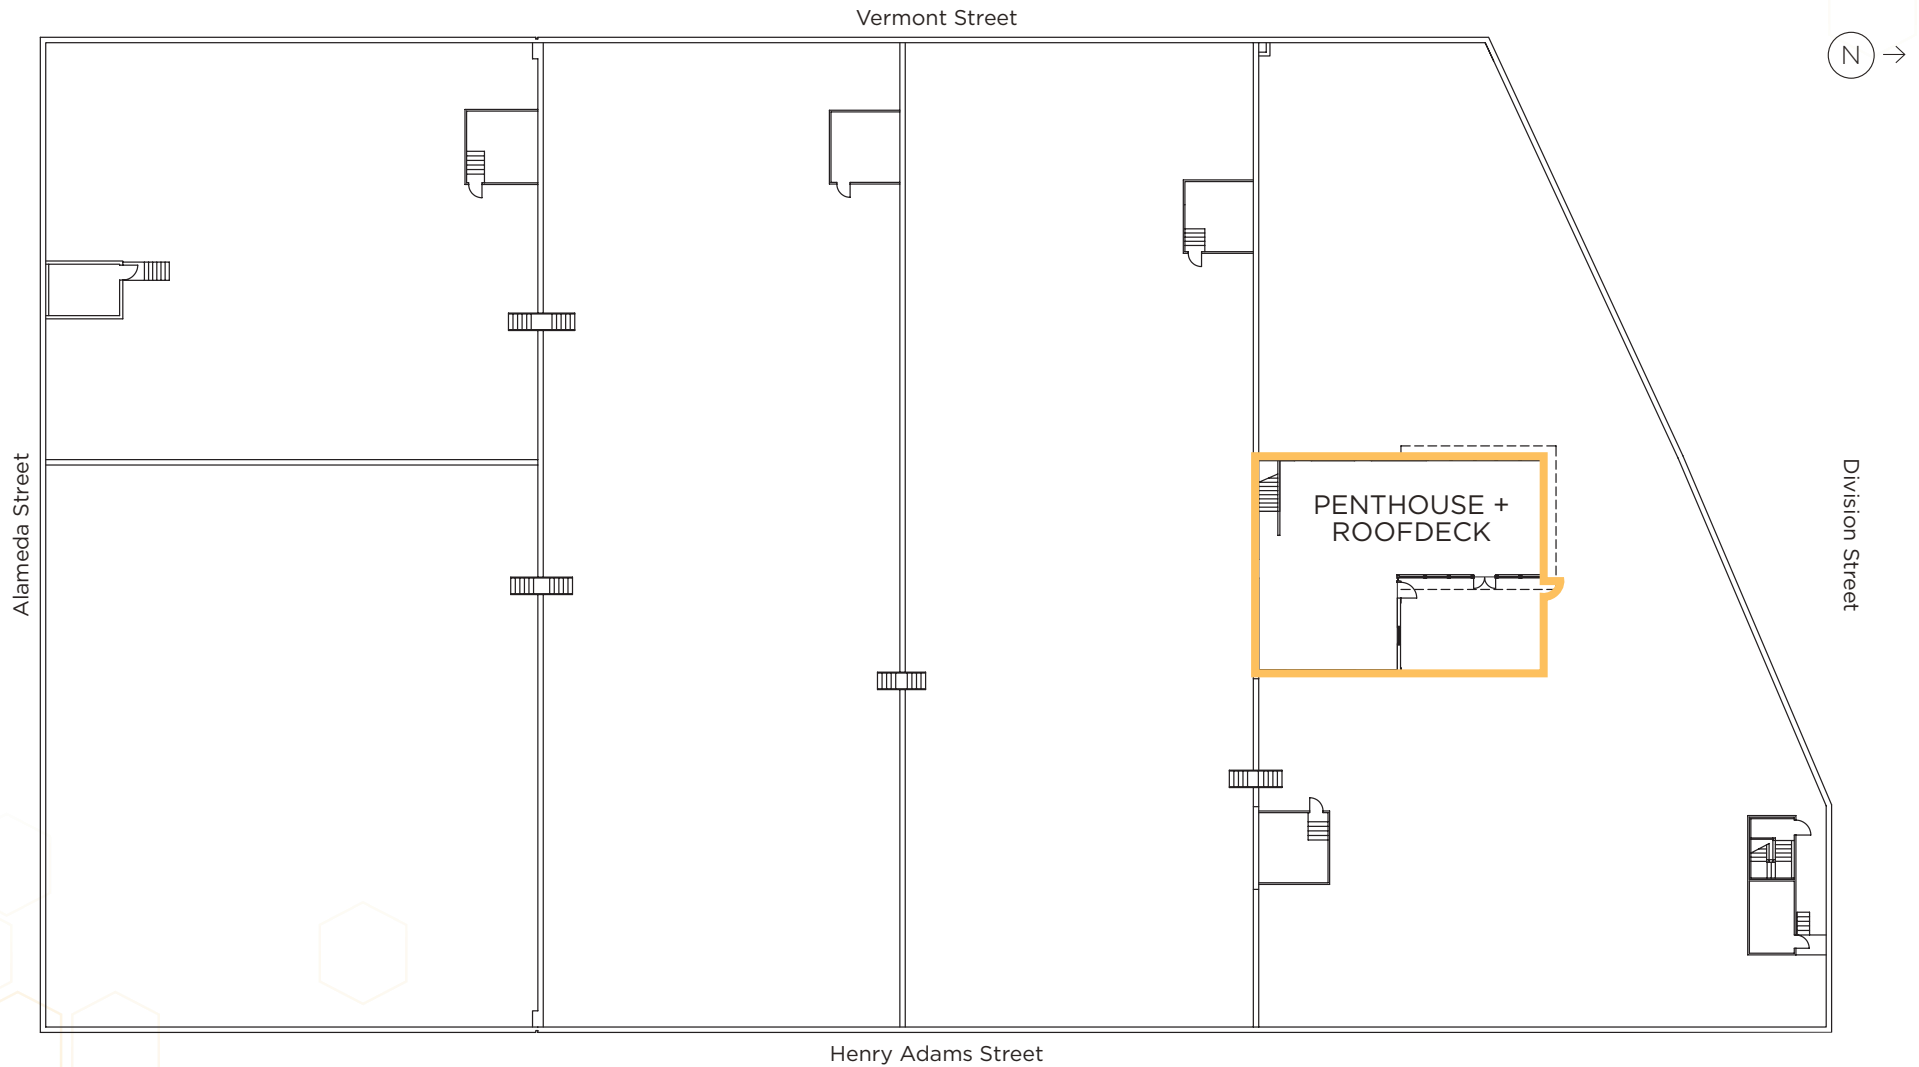 Vermont Street
N
Alameda Street
PENTHOUSE +
ROOFDECK
Division Street
Henry Adams Street